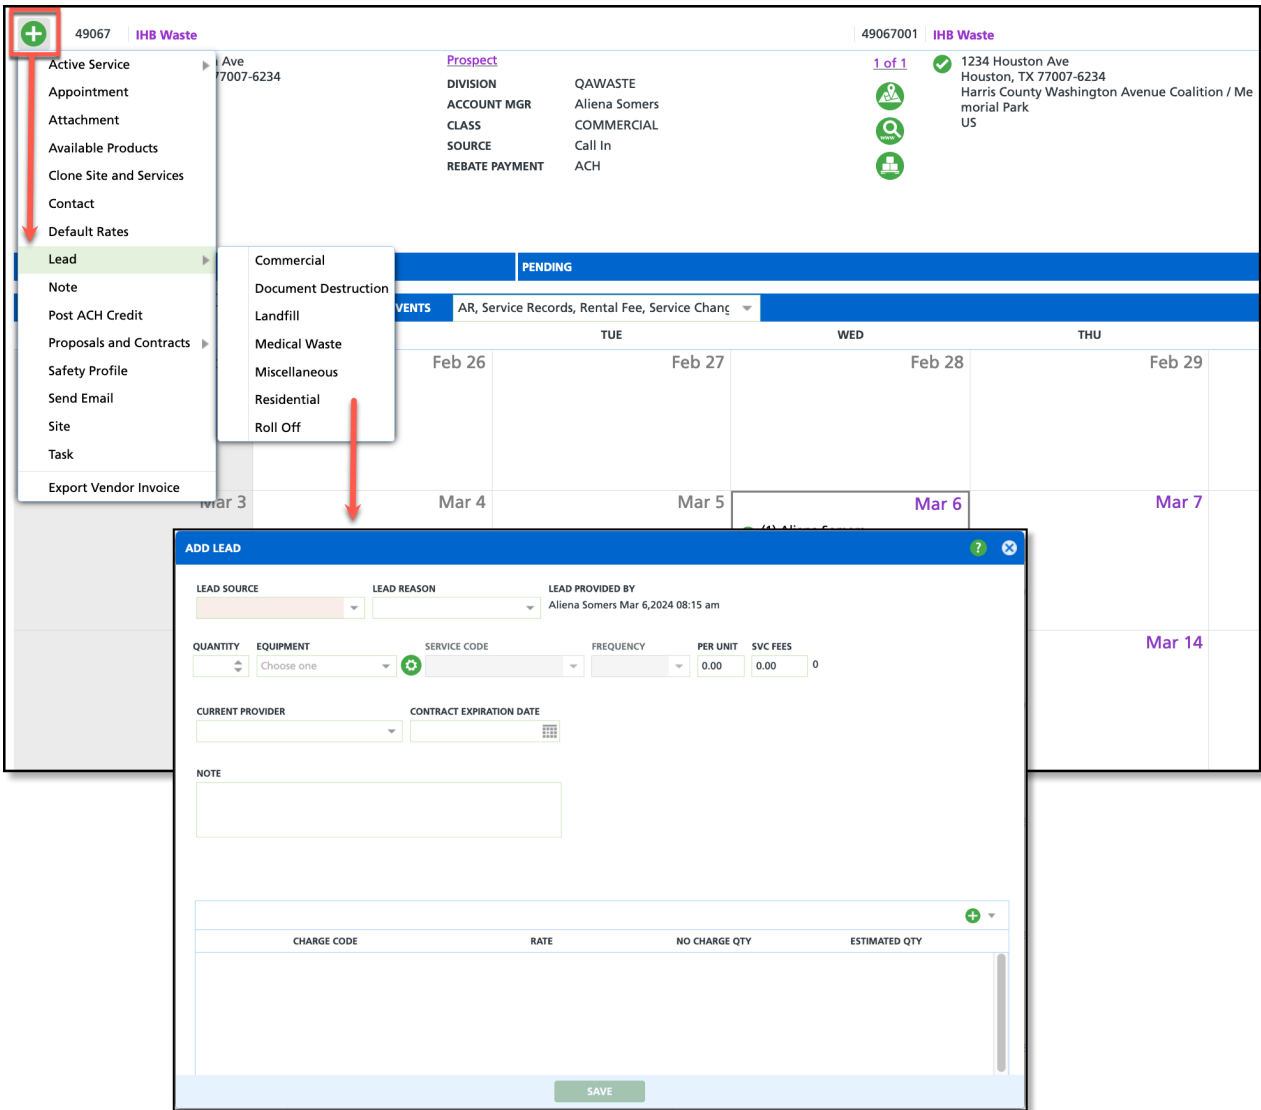 49067 IHB Waste
49067001 IHB Waste
Active Service
Appointment
Attachment
Available Products
Clone Site and Services
Contact
Default Rates
Lead
Note
Post ACH Credit
Proposals and Contracts
Safety Profile
Send Email
Site
Task
Export Vendor Invoice
Ave
77007-6234
Prospect
DIVISION QAWASTE
ACCOUNT MGR Aliena Somers
CLASS COMMERCIAL
SOURCE Call In
REBATE PAYMENT ACH
1 of 1
www
1234 Houston Ave
Houston, TX 77007-6234
Harris County Washington Avenue Coalition / Me
morial Park
US
Commercial
Document Destruction
Landfill
Medical Waste
Miscellaneous
Residential
Roll Off
PENDING
VENTS AR, Service Records, Rental Fee, Service Chang
TUE WED THU
Feb 26 Feb 27 Feb 28 Feb 29
Mar 3 Mar 4 Mar 5 Mar 6 Mar 7
(1) Aliena Somers
Mar 14
ADD LEAD ?
LEAD SOURCE LEAD REASON LEAD PROVIDED BY
Aliena Somers Mar 6,2024 08:15 am
QUANTITY EQUIPMENT SERVICE CODE FREQUENCY PER UNIT SVC FEES
Choose one 0.00 0.00 0
CURRENT PROVIDER CONTRACT EXPIRATION DATE
NOTE
CHARGE CODE RATE NO CHARGE QTY ESTIMATED QTY
SAVE